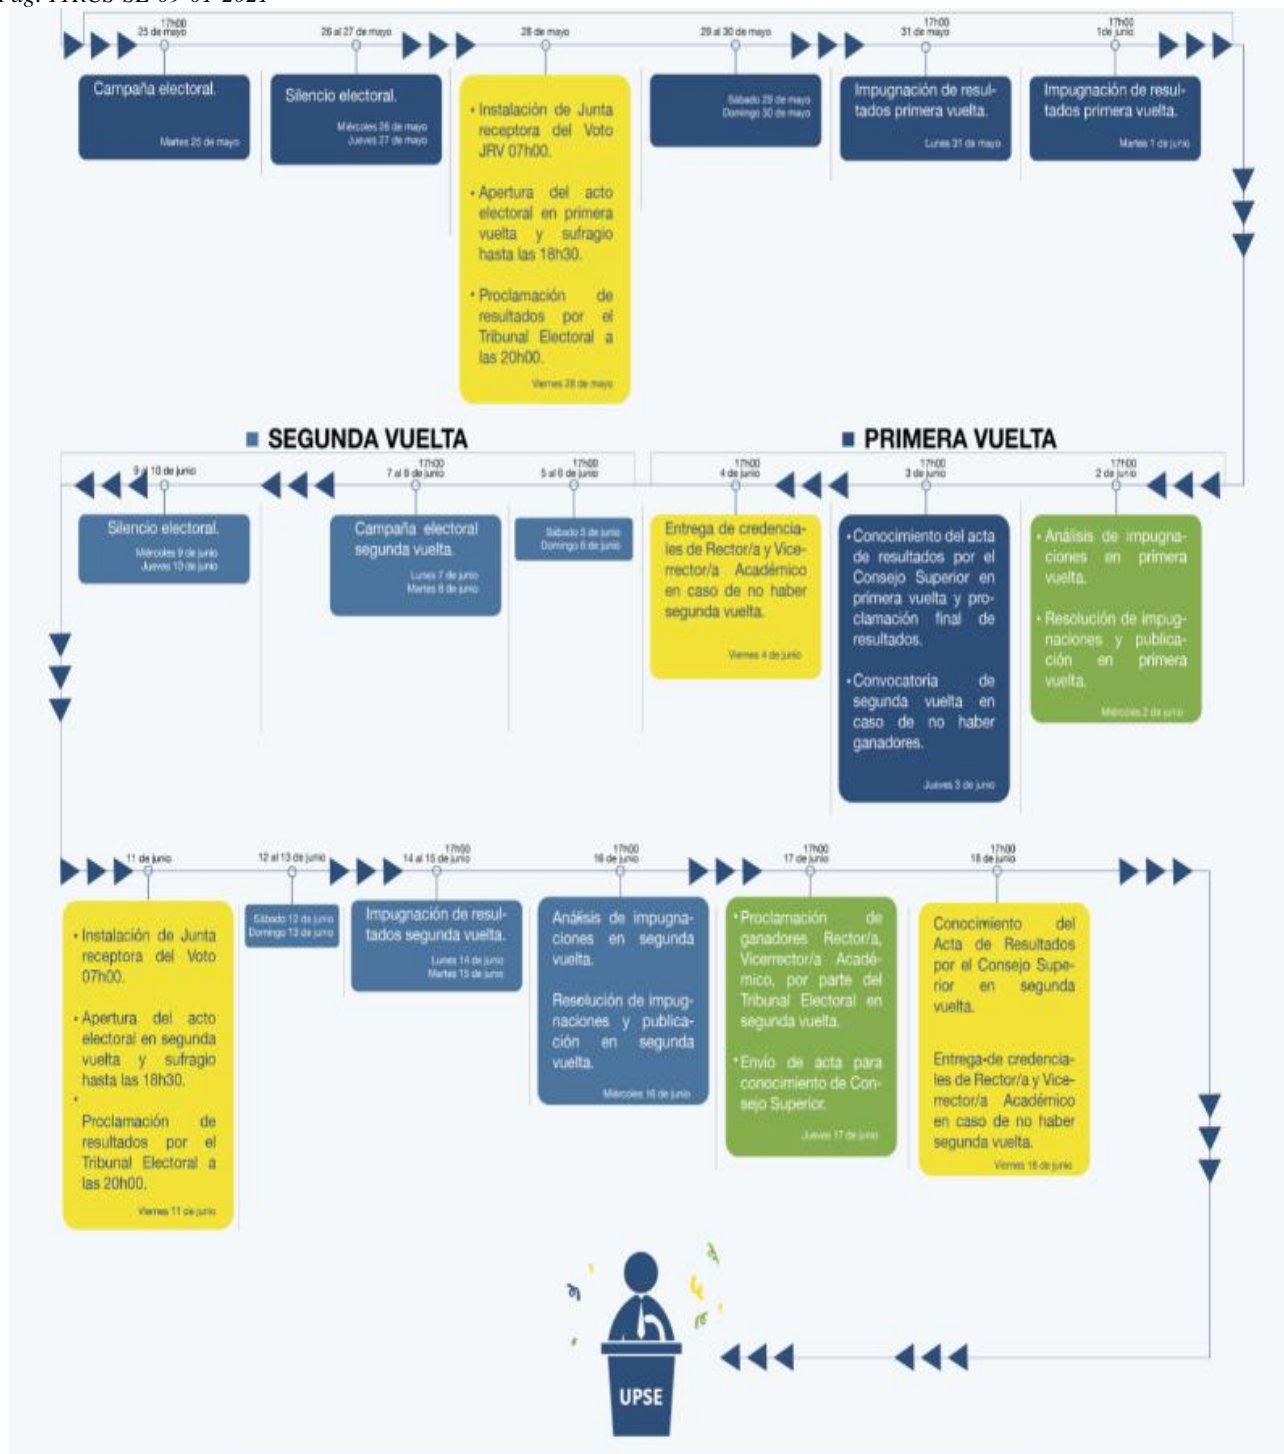 17h00
25 de mayo
Campaña electoral.
Martes 25 de mayo
26 al 27 de mayo
Silencio electoral.
Miércoles 26 de mayo
Jueves 27 de mayo
28 de mayo
• Instalación de Junta
receptora del Voto
JRV 07h00.
• Apertura del acto
electoral en primera
vuelta y sufragio
hasta las 18h30.
• Proclamación de
resultados por el
Tribunal Electoral a
las 20h00.
Viernes 28 de mayo
29 al 30 de mayo
Sábado 29 de mayo
Domingo 30 de mayo
17h00
31 de mayo
Impugnación de resul-
tados primera vuelta.
Lunes 31 de mayo
17h00
1de junio
Impugnación de resul-
tados primera vuelta.
Martes 1 de junio
PRIMERA VUELTA
17h00
2 de junio
• Análisis de impugna-
ciones en primera
vuelta.
• Resolución de impug-
naciones y publica-
ción en primera
vuelta.
Miércoles 2 de junio
17h00
3 de junio
• Conocimiento del acta
de resultados por el
Consejo Superior en
primera vuelta y pro-
clamación final de
resultados.
• Convocatoria de
segunda vuelta en
caso de no haber
ganadores.
Jueves 3 de junio
17h00
4 de junio
Entrega de credencia-
les de Rector/a y Vice-
rrector/a Académico
en caso de no haber
segunda vuelta.
Viernes 4 de junio
SEGUNDA VUELTA
17h00
5 al 6 de junio
Sábado 5 de junio
Domingo 6 de junio
17h00
7 al 8 de junio
Campaña electoral
segunda vuelta.
Lunes 7 de junio
Martes 8 de junio
9 al 10 de junio
Silencio electoral.
Miércoles 9 de junio
Jueves 10 de junio
11 de junio
• Instalación de Junta
receptora del Voto
07h00.
• Apertura del acto
electoral en segunda
vuelta y sufragio
hasta las 18h30.
•
Proclamación de
resultados por el
Tribunal Electoral a
las 20h00.
Viernes 11 de junio
12 al 13 de junio
Sábado 12 de junio
Domingo 13 de junio
17h00
14 al 15 de junio
Impugnación de resul-
tados segunda vuelta.
Lunes 14 de junio
Martes 15 de junio
17h00
16 de junio
Análisis de impugna-
ciones en segunda
vuelta.
Resolución de impug-
naciones y publica-
ción en segunda
vuelta.
Miércoles 16 de junio
17h00
17 de junio
• Proclamación de
ganadores Rector/a,
Vicerrector/a Acadé-
mico, por parte del
Tribunal Electoral en
segunda vuelta.
• Envío de acta para
conocimiento de Con-
sejo Superior.
Jueves 17 de junio
17h00
18 de junio
Conocimiento del
Acta de Resultados
por el Consejo Supe-
rior en segunda
vuelta.
Entrega•de credencia-
les de Rector/a y Vice-
rrector/a Académico
en caso de no haber
segunda vuelta.
Viernes 18 de junio
UPSE